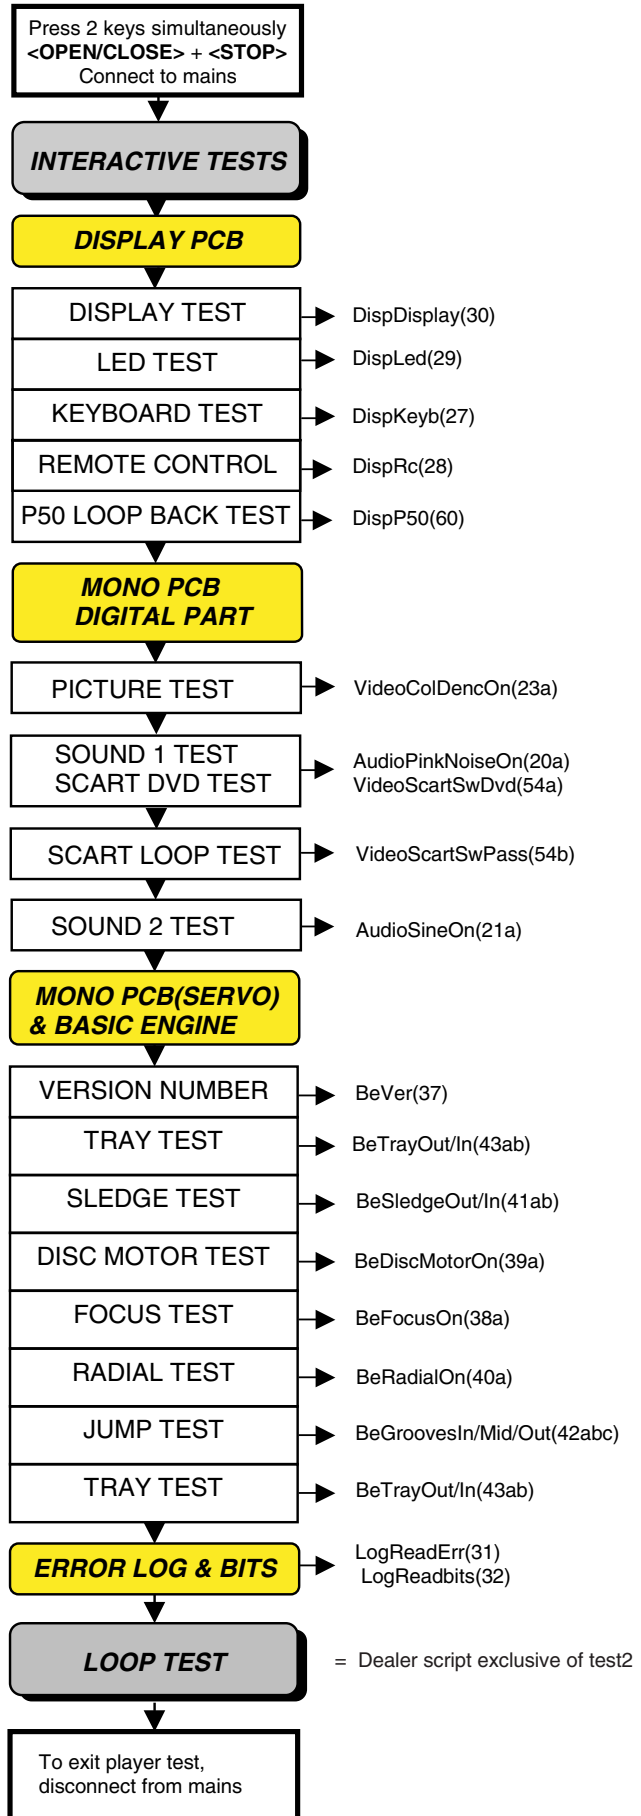 Press 2 keys simultaneously
<OPEN/CLOSE> + <STOP>
Connect to mains
INTERACTIVE TESTS
DISPLAY PCB
DISPLAY TEST
DispDisplay(30)
LED TEST
DispLed(29)
KEYBOARD TEST
DispKeyb(27)
REMOTE CONTROL
DispRc(28)
P50 LOOP BACK TEST
DispP50(60)
MONO PCB
DIGITAL PART
PICTURE TEST
VideoColDencOn(23a)
SOUND 1 TEST
SCART DVD TEST
AudioPinkNoiseOn(20a)
VideoScartSwDvd(54a)
SCART LOOP TEST
VideoScartSwPass(54b)
SOUND 2 TEST
AudioSineOn(21a)
MONO PCB(SERVO)
& BASIC ENGINE
VERSION NUMBER
BeVer(37)
TRAY TEST
BeTrayOut/In(43ab)
SLEDGE TEST
BeSledgeOut/In(41ab)
DISC MOTOR TEST
BeDiscMotorOn(39a)
FOCUS TEST
BeFocusOn(38a)
RADIAL TEST
BeRadialOn(40a)
JUMP TEST
BeGroovesIn/Mid/Out(42abc)
TRAY TEST
BeTrayOut/In(43ab)
ERROR LOG & BITS
LogReadErr(31)
LogReadbits(32)
LOOP TEST
= Dealer script exclusive of test2
To exit player test,
disconnect from mains